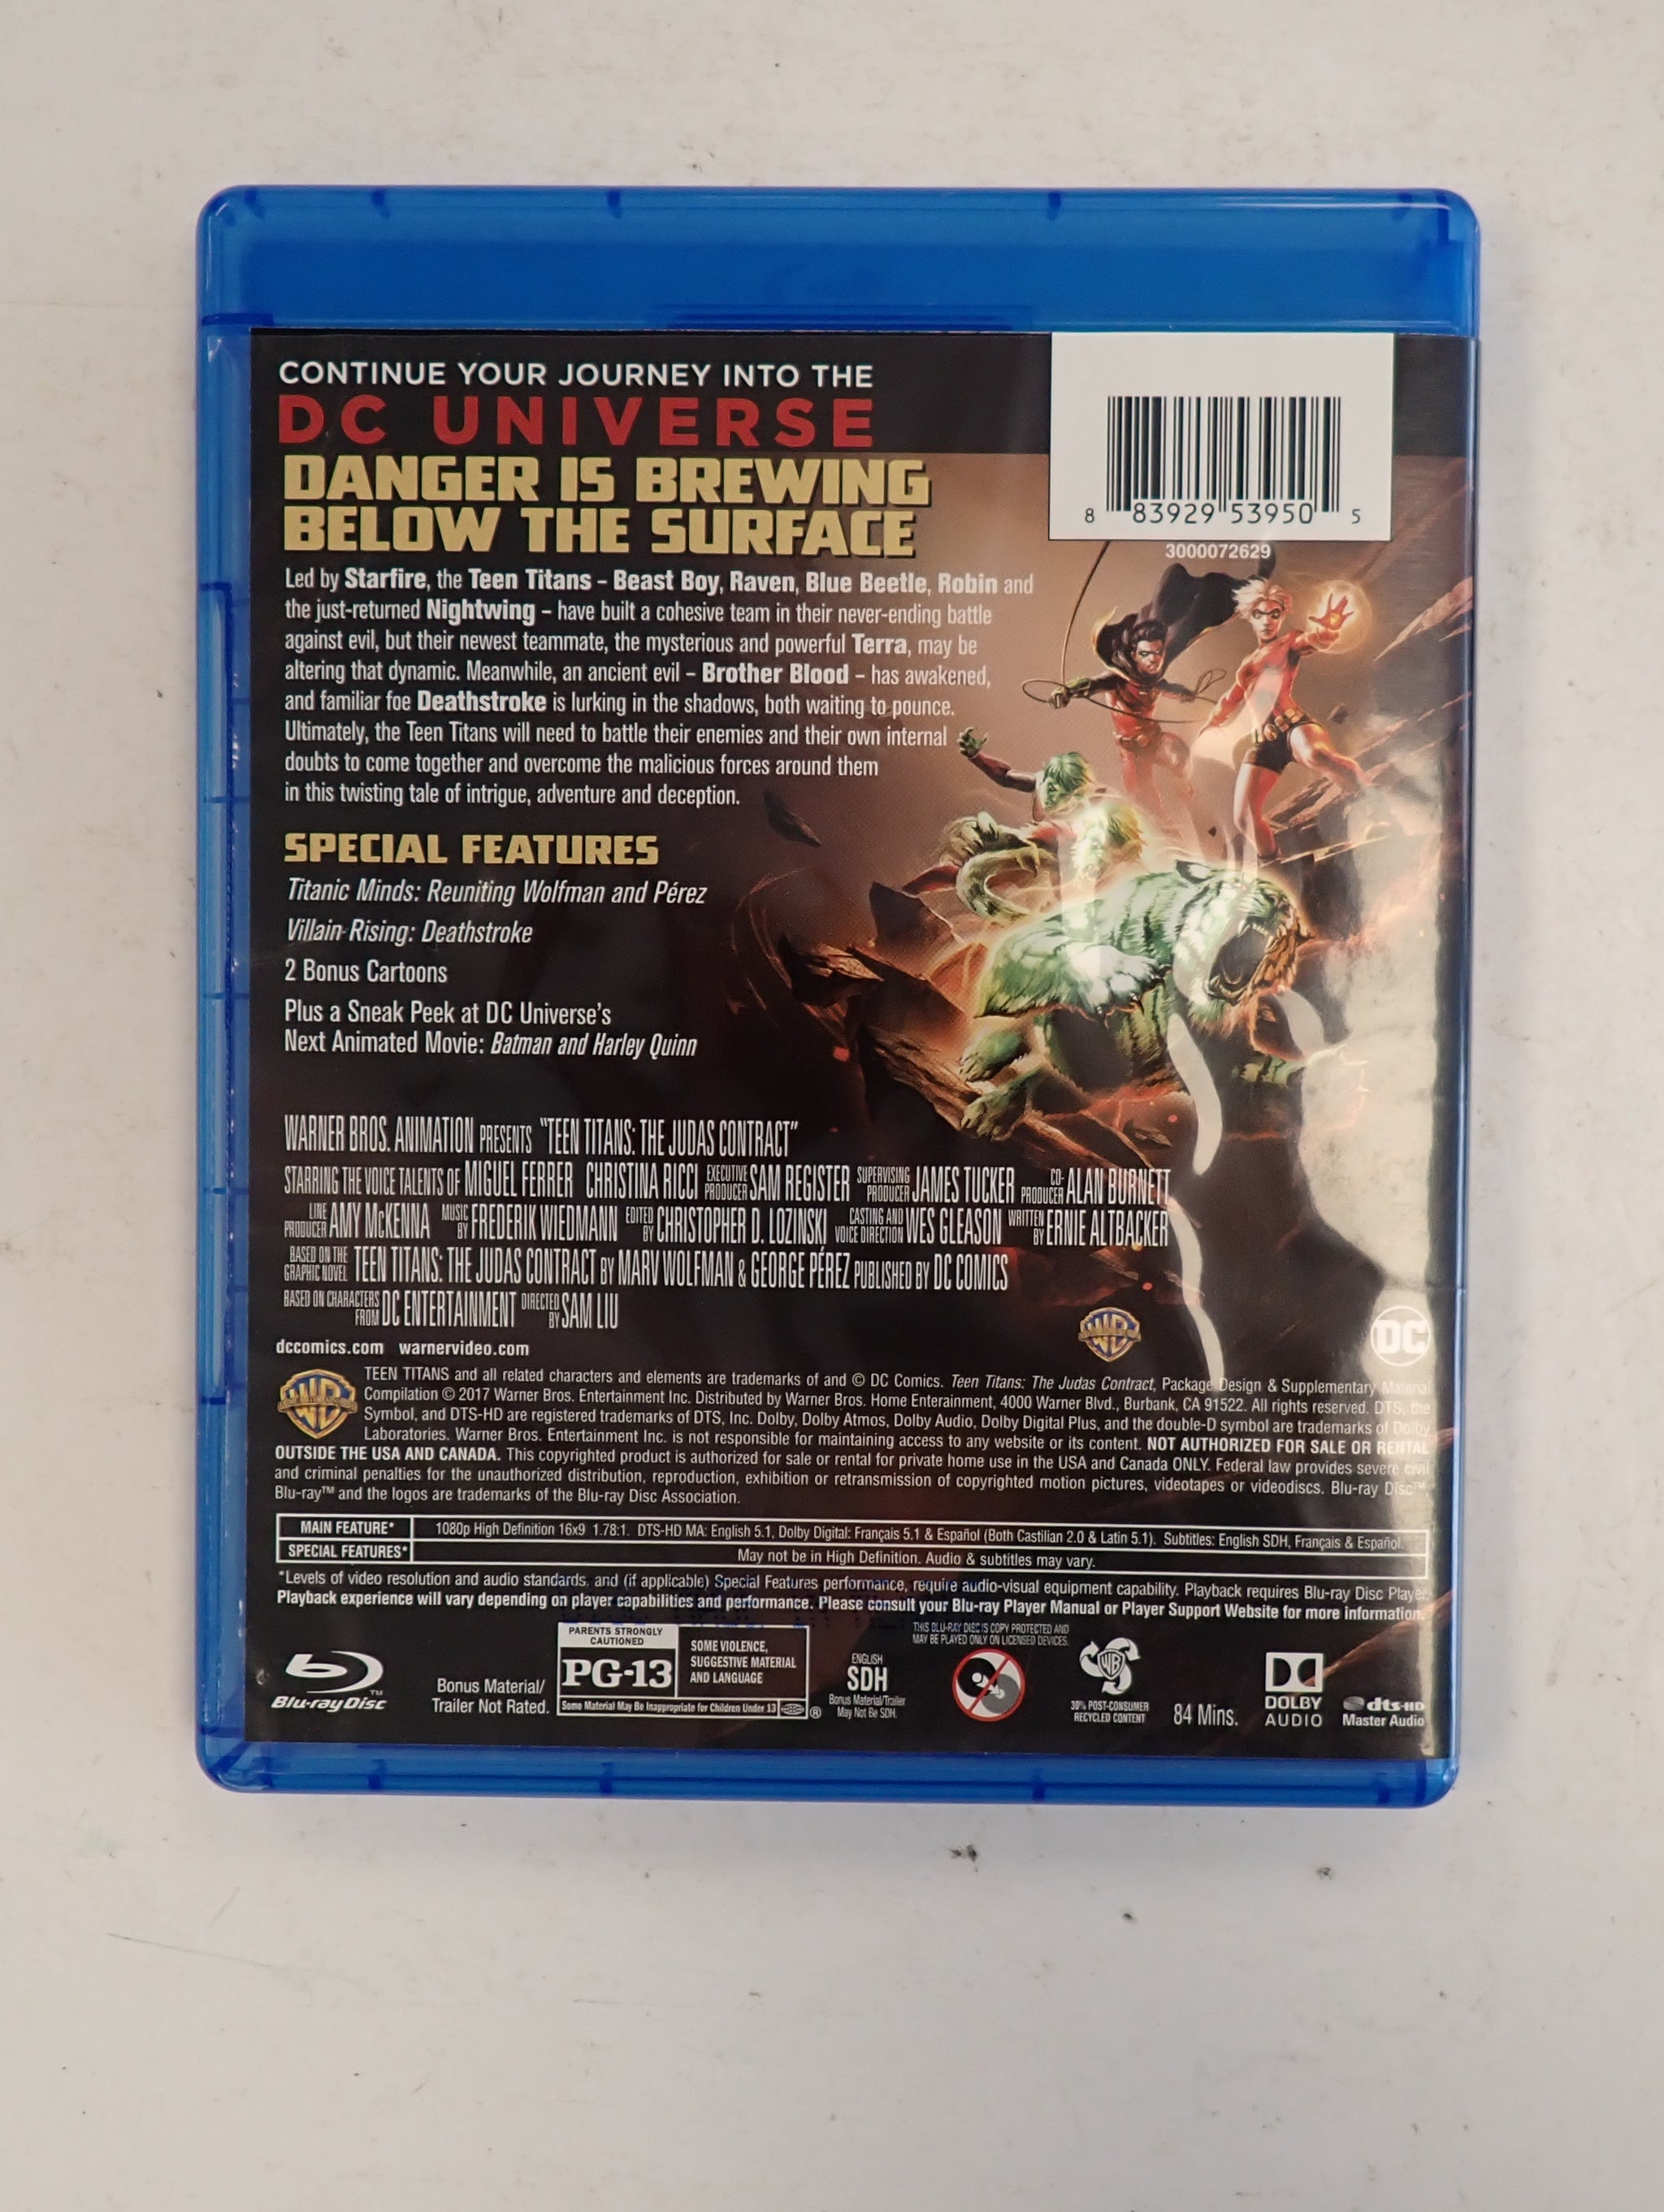 CONTINUE YOUR JOURNEY INTO THE
DC UNIVERSE
DANGER IS BREWING
BELOW THE SURFACE
8 83929 53950 5
3000072629
Led by Starfire, the Teen Titans – Beast Boy, Raven, Blue Beetle, Robin and
the just-returned Nightwing – have built a cohesive team in their never-ending battle
against evil, but their newest teammate, the mysterious and powerful Terra, may be
altering that dynamic. Meanwhile, an ancient evil – Brother Blood – has awakened,
and familiar foe Deathstroke is lurking in the shadows, both waiting to pounce.
Ultimately, the Teen Titans will need to battle their enemies and their own internal
doubts to come together and overcome the malicious forces around them
in this twisting tale of intrigue, adventure and deception.
SPECIAL FEATURES
Titanic Minds: Reuniting Wolfman and Pérez
Villain Rising: Deathstroke
2 Bonus Cartoons
Plus a Sneak Peek at DC Universe's
Next Animated Movie: Batman and Harley Quinn
WARNER BROS. ANIMATION PRESENTS "TEEN TITANS: THE JUDAS CONTRACT"
STARRING THE VOICE TALENTS OF MIGUEL FERRER CHRISTINA RICCI EXECUTIVE PRODUCER SAM REGISTER SUPERVISING PRODUCER JAMES TUCKER CO-PRODUCER ALAN BURNETT
LINE PRODUCER AMY McKENNA MUSIC BY FREDERIK WIEDMANN EDITED BY CHRISTOPHER D. LOZINSKI CASTING AND VOICE DIRECTION WES GLEASON WRITTEN BY ERNIE ALTBACKER
BASED ON THE GRAPHIC NOVEL TEEN TITANS: THE JUDAS CONTRACT BY MARV WOLFMAN & GEORGE PÉREZ PUBLISHED BY DC COMICS
BASED ON CHARACTERS FROM DC ENTERTAINMENT DIRECTED BY SAM LIU
WB
DC
dccomics.com warnervideo.com
WB
TEEN TITANS and all related characters and elements are trademarks of and © DC Comics. Teen Titans: The Judas Contract, Package Design & Supplementary Material
Compilation © 2017 Warner Bros. Entertainment Inc. Distributed by Warner Bros. Home Enterainment, 4000 Warner Blvd., Burbank, CA 91522. All rights reserved. DTS, the
Symbol, and DTS-HD are registered trademarks of DTS, Inc. Dolby, Dolby Atmos, Dolby Audio, Dolby Digital Plus, and the double-D symbol are trademarks of Dolby
Laboratories. Warner Bros. Entertainment Inc. is not responsible for maintaining access to any website or its content. NOT AUTHORIZED FOR SALE OR RENTAL
OUTSIDE THE USA AND CANADA. This copyrighted product is authorized for sale or rental for private home use in the USA and Canada ONLY. Federal law provides severe civil
and criminal penalties for the unauthorized distribution, reproduction, exhibition or retransmission of copyrighted motion pictures, videotapes or videodiscs. Blu-ray Disc™,
Blu-ray™ and the logos are trademarks of the Blu-ray Disc Association.
MAIN FEATURE* 1080p High Definition 16x9 1.78:1. DTS-HD MA: English 5.1, Dolby Digital: Français 5.1 & Español (Both Castilian 2.0 & Latin 5.1). Subtitles: English SDH, Français & Español.
SPECIAL FEATURES* May not be in High Definition. Audio & subtitles may vary.
*Levels of video resolution and audio standards, and (if applicable) Special Features performance, require audio-visual equipment capability. Playback requires Blu-ray Disc Player.
Playback experience will vary depending on player capabilities and performance. Please consult your Blu-ray Player Manual or Player Support Website for more information.
Blu-ray Disc™
Bonus Material/
Trailer Not Rated.
PARENTS STRONGLY
CAUTIONED
PG-13
SOME VIOLENCE,
SUGGESTIVE MATERIAL
AND LANGUAGE
Some Material May Be Inappropriate for Children Under 13
®
ENGLISH
SDH
Bonus Material/Trailer
May Not Be SDH.
THIS BLU-RAY DISC IS COPY PROTECTED AND
MAY BE PLAYED ONLY ON LICENSED DEVICES.
WB
30% POST-CONSUMER
RECYCLED CONTENT
84 Mins.
DOLBY
AUDIO
dts-HD
Master Audio